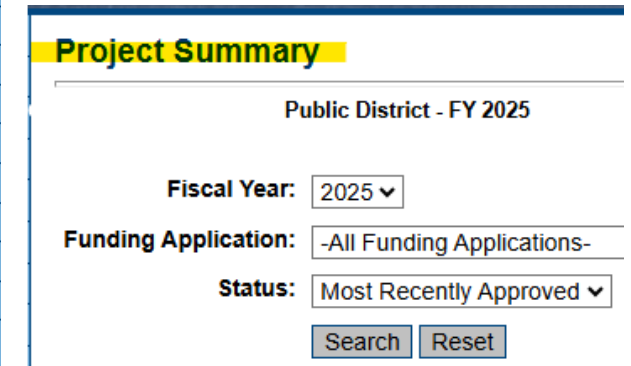 Project Summary
Public District - FY 2025
Fiscal Year: 2025
Funding Application: -All Funding Applications-
Status: Most Recently Approved
Search Reset